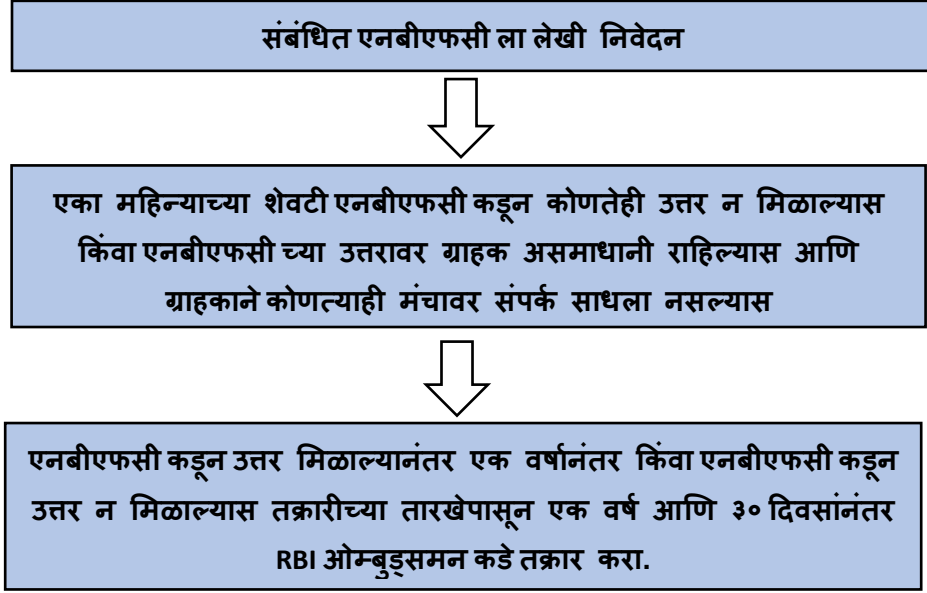 संबंधित एनबीएफसी ला लेखी निवेदन
एका महिन्याच्या शेवटी एनबीएफसी कडून कोणतेही उत्तर न मिळाल्यास
किंवा एनबीएफसी च्या उत्तरावर ग्राहक असमाधानी राहिल्यास आणि
ग्राहकाने कोणत्याही मंचावर संपर्क साधला नसल्यास
एनबीएफसी कडून उत्तर मिळाल्यानंतर एक वर्षानंतर किंवा एनबीएफसी कडून
उत्तर न मिळाल्यास तक्रारीच्या तारखेपासून एक वर्ष आणि ३० दिवसांनंतर
RBI ओम्बुड्समन कडे तक्रार करा.